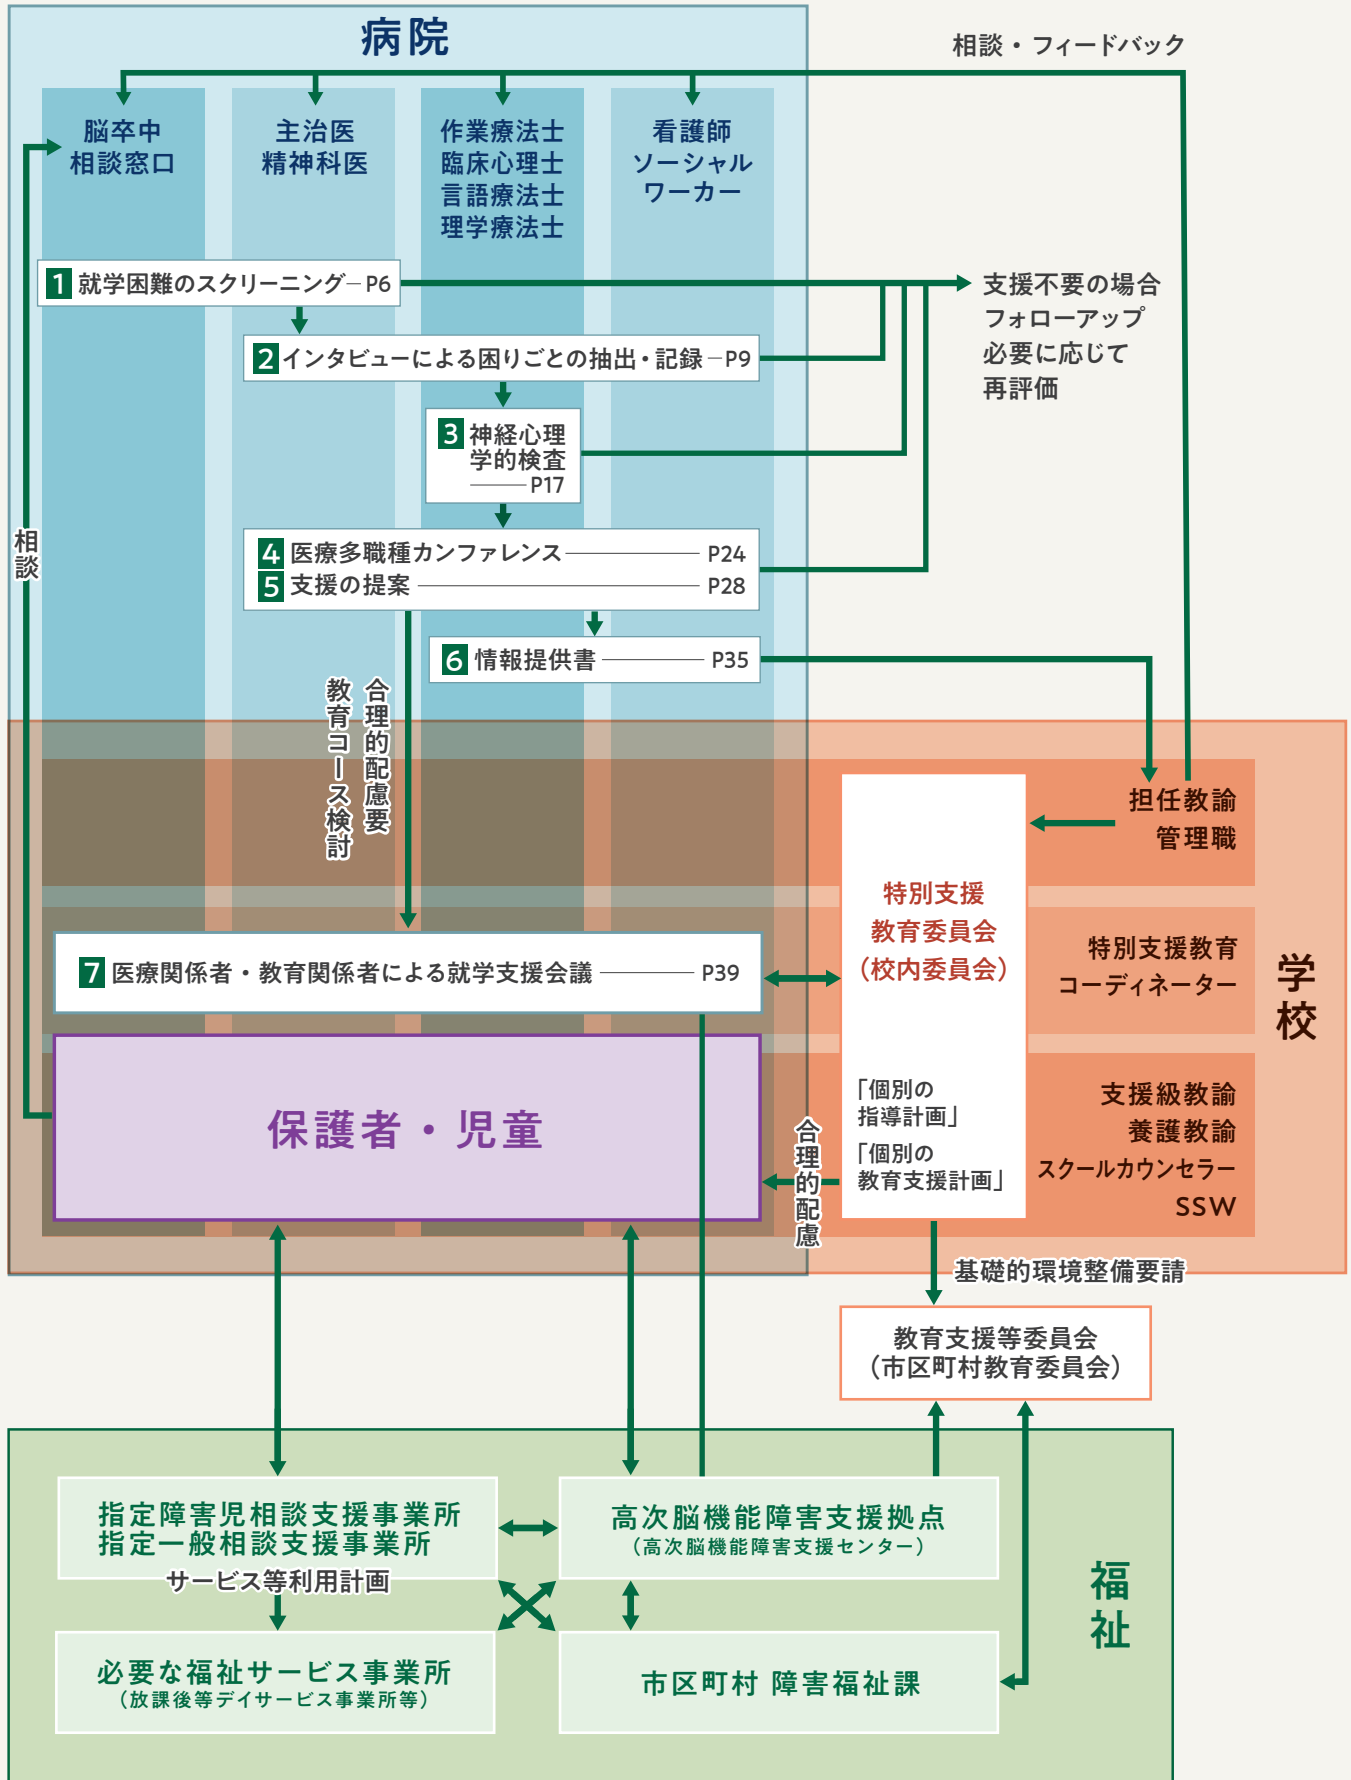 病院
相談・フィードバック
脳卒中
相談窓口
主治医
精神科医
作業療法士
臨床心理士
言語療法士
理学療法士
看護師
ソーシャル
ワーカー
1 就学困難のスクリーニング－P6
支援不要の場合
フォローアップ
必要に応じて
再評価
2 インタビューによる困りごとの抽出・記録－P9
3 神経心理
学的検査
P17
4 医療多職種カンファレンス P24
5 支援の提案 P28
相談
6 情報提供書 P35
合理的配慮要
教育コース検討
担任教諭
管理職
特別支援
教育委員会
（校内委員会）
特別支援教育
コーディネーター
学校
7 医療関係者・教育関係者による就学支援会議 P39
保護者・児童
「個別の
指導計画」
「個別の
教育支援計画」
合理的配慮
支援級教諭
養護教諭
スクールカウンセラー
SSW
基礎的環境整備要請
教育支援等委員会
（市区町村教育委員会）
指定障害児相談支援事業所
指定一般相談支援事業所
サービス等利用計画
高次脳機能障害支援拠点
（高次脳機能障害支援センター）
福祉
必要な福祉サービス事業所
（放課後等デイサービス事業所等）
市区町村 障害福祉課